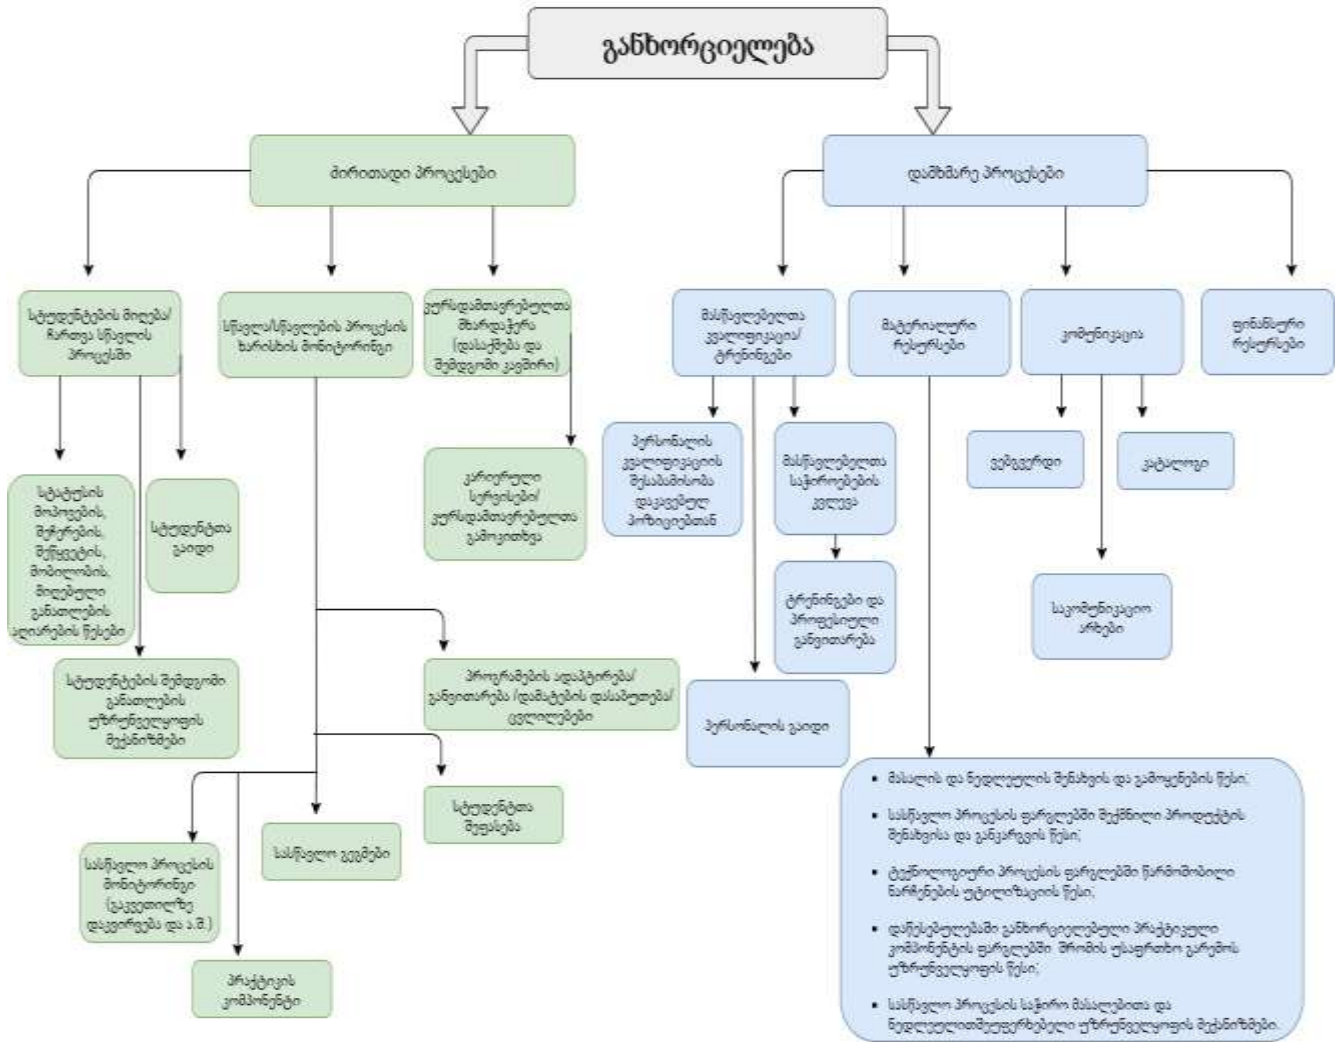 განხორციელება
ძირითადი პროცესები
დამხმარე პროცესები
სტუდენტების მიღება/
ჩართვა სწავლის
პროცესში
სწავლა/სწავლების პროცესის
ხარისხის მონიტორინგი
კურსდამთავრებულთა
მხარდაჭერა
(დასაქმება და
შემდგომი კავშირი)
მასწავლებელთა
კვალიფიკაცია/
ტრენინგები
მატერიალური
რესურსები
კომუნიკაცია
ფინანსური
რესურსები
სტატუსის
მოპოვების,
შეჩერების,
შეწყვეტის,
მობილობის,
მიღებული
განათლების
აღიარების წესები
სტუდენტთა
გაიდი
კარიერული
სერვისები/
კურსდამთავრებულთა
გამოკითხვა
პერსონალის
კვალიფიკაციის
შესაბამისობა
დაკავებულ
პოზიციებთან
მასწავლებელთა
საჭიროებების
კვლევა
ვებგვერდი
კატალოგი
ტრენინგები და
პროფესიული
განვითარება
საკომუნიკაციო
არხები
სტუდენტების შემდგომი
განათლების
უზრუნველყოფის
მექანიზმები
პროგრამების ადაპტირება/
განვითარება /დამატების დასაბუთება/
ცვლილებები
პერსონალის გაიდი
სტუდენტთა
შეფასება
სასწავლო გეგმები
სასწავლო პროცესის
მონიტორინგი
(გაკვეთილზე
დაკვირვება და ა.შ.)
პრაქტიკის
კომპონენტი
▪ მასალის და ნედლეულის შენახვის და გამოყენების წესი;
▪ სასწავლო პროცესის ფარგლებში შექმნილი პროდუქტის
შენახვისა და განკარგვის წესი;
▪ ტექნოლოგიური პროცესის ფარგლებში წარმომობილი
ნარჩენების უტილიზაციის წესი;
▪ დაწესებულებაში განხორციელებული პრაქტიკული
კომპონენტის ფარგლებში შრომის უსაფრთხო გარემოს
უზრუნველყოფის წესი;
▪ სასწავლო პროცესის საჭირო მასალებითა და
ნედლეულითშეუფერხებელი უზრუნველყოფის მექანიზმები.